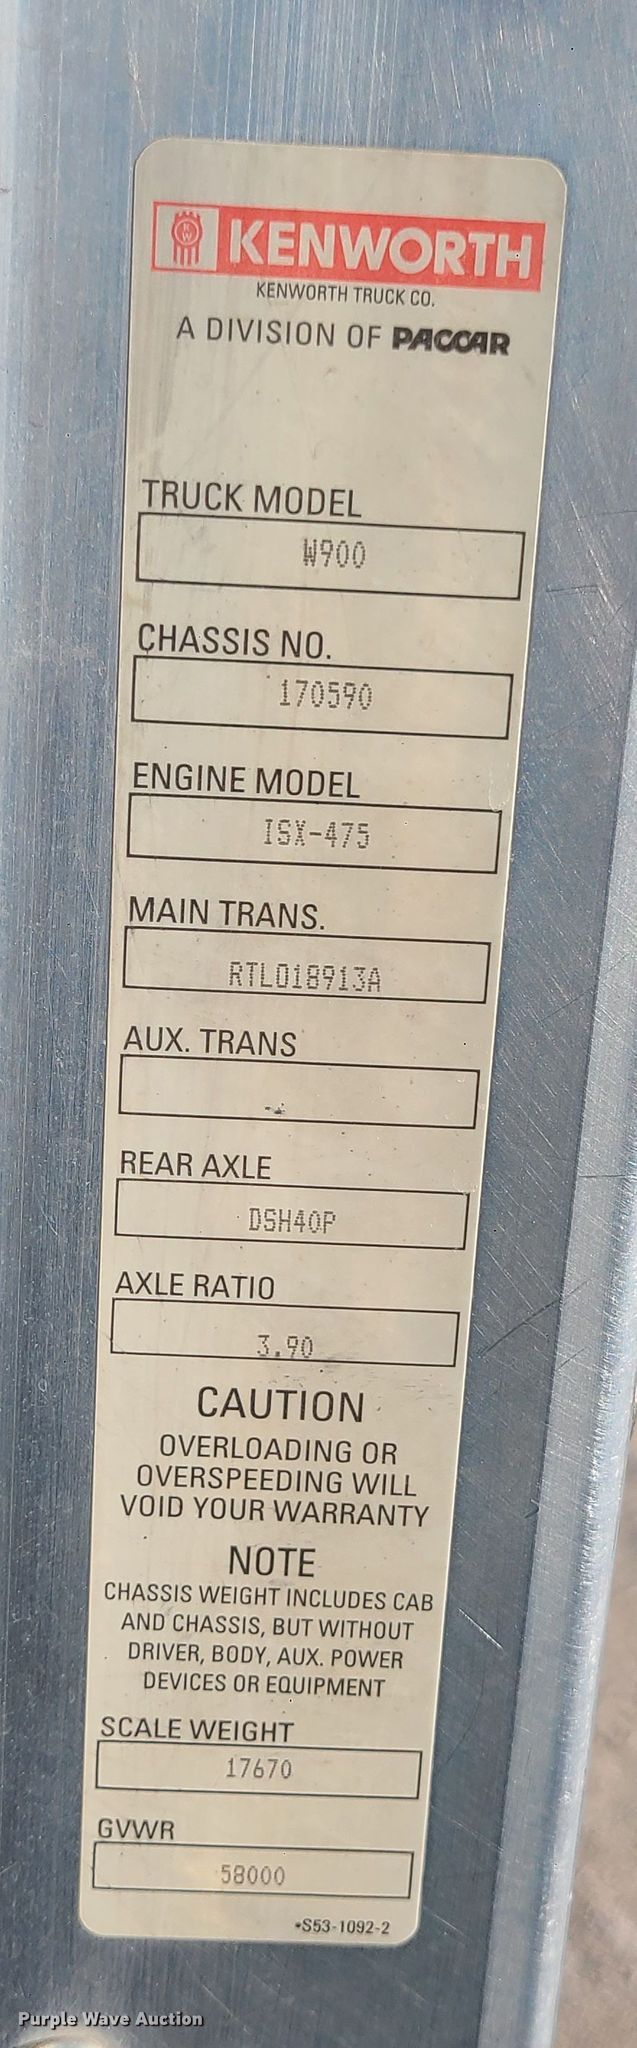 KW
KENWORTH
KENWORTH TRUCK CO.
A DIVISION OF PACCAR
TRUCK MODEL
W900
CHASSIS NO.
170590
ENGINE MODEL
ISX-475
MAIN TRANS.
RTLO18913A
AUX. TRANS
REAR AXLE
DSH40P
AXLE RATIO
3.90
CAUTION
OVERLOADING OR
OVERSPEEDING WILL
VOID YOUR WARRANTY
NOTE
CHASSIS WEIGHT INCLUDES CAB
AND CHASSIS, BUT WITHOUT
DRIVER, BODY, AUX. POWER
DEVICES OR EQUIPMENT
SCALE WEIGHT
17670
GVWR
58000
•S53-1092-2
Purple Wave Auction